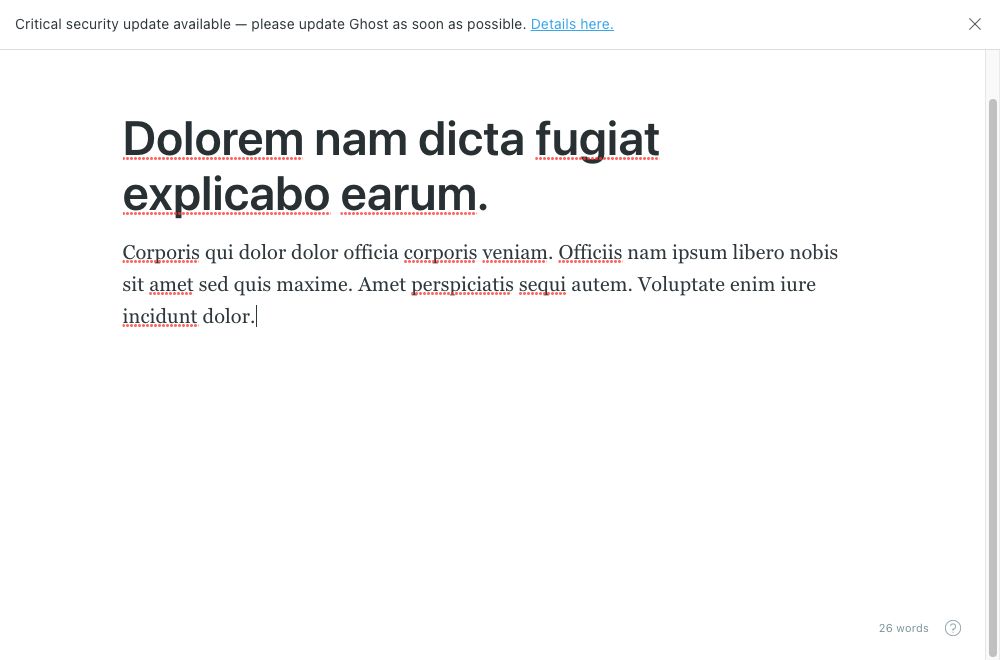 Critical security update available — please update Ghost as soon as possible. Details here.
Dolorem nam dicta fugiat
explicabo earum.
Corporis qui dolor dolor officia corporis veniam. Officiis nam ipsum libero nobis
sit amet sed quis maxime. Amet perspiciatis sequi autem. Voluptate enim iure
incidunt dolor.
26 words